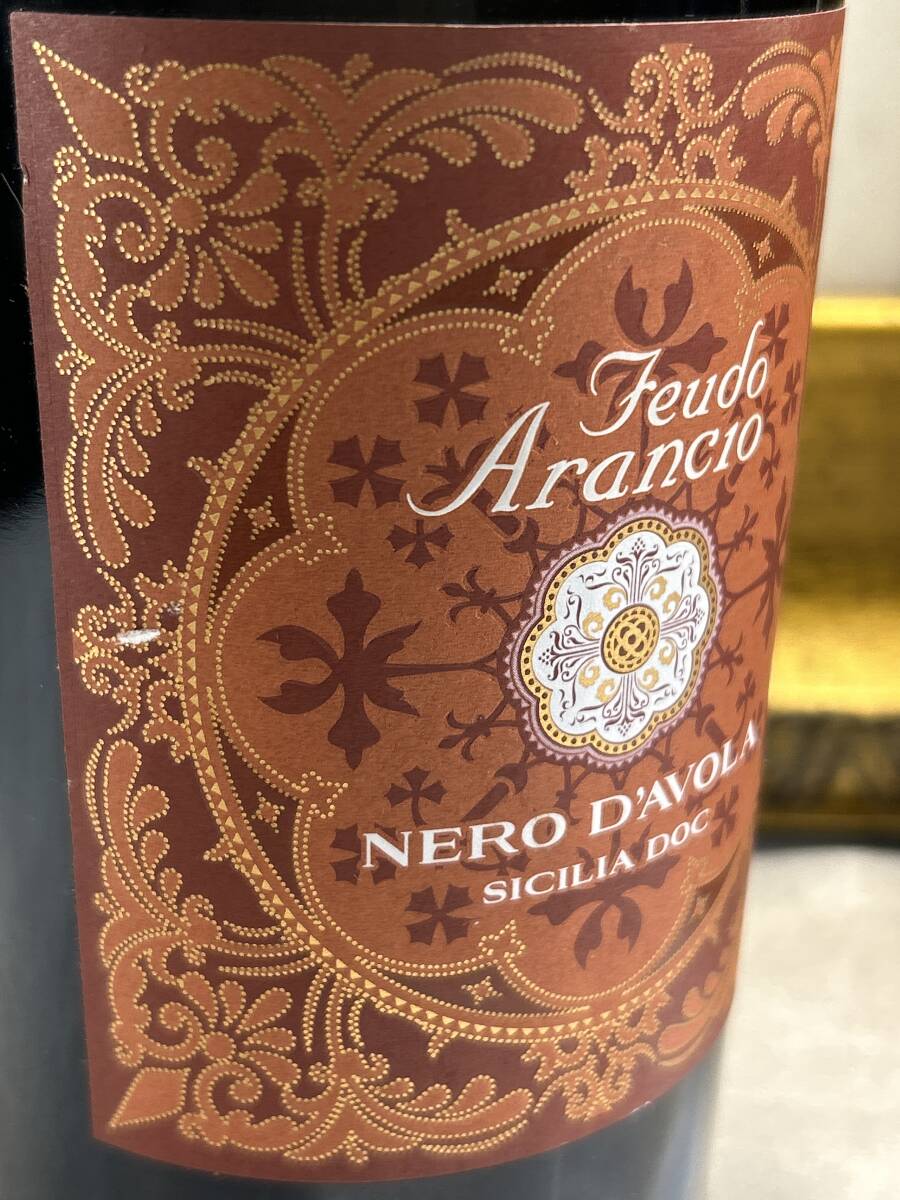 Feudo
Arancio
NERO D'AVOLA
SICILIA DOC